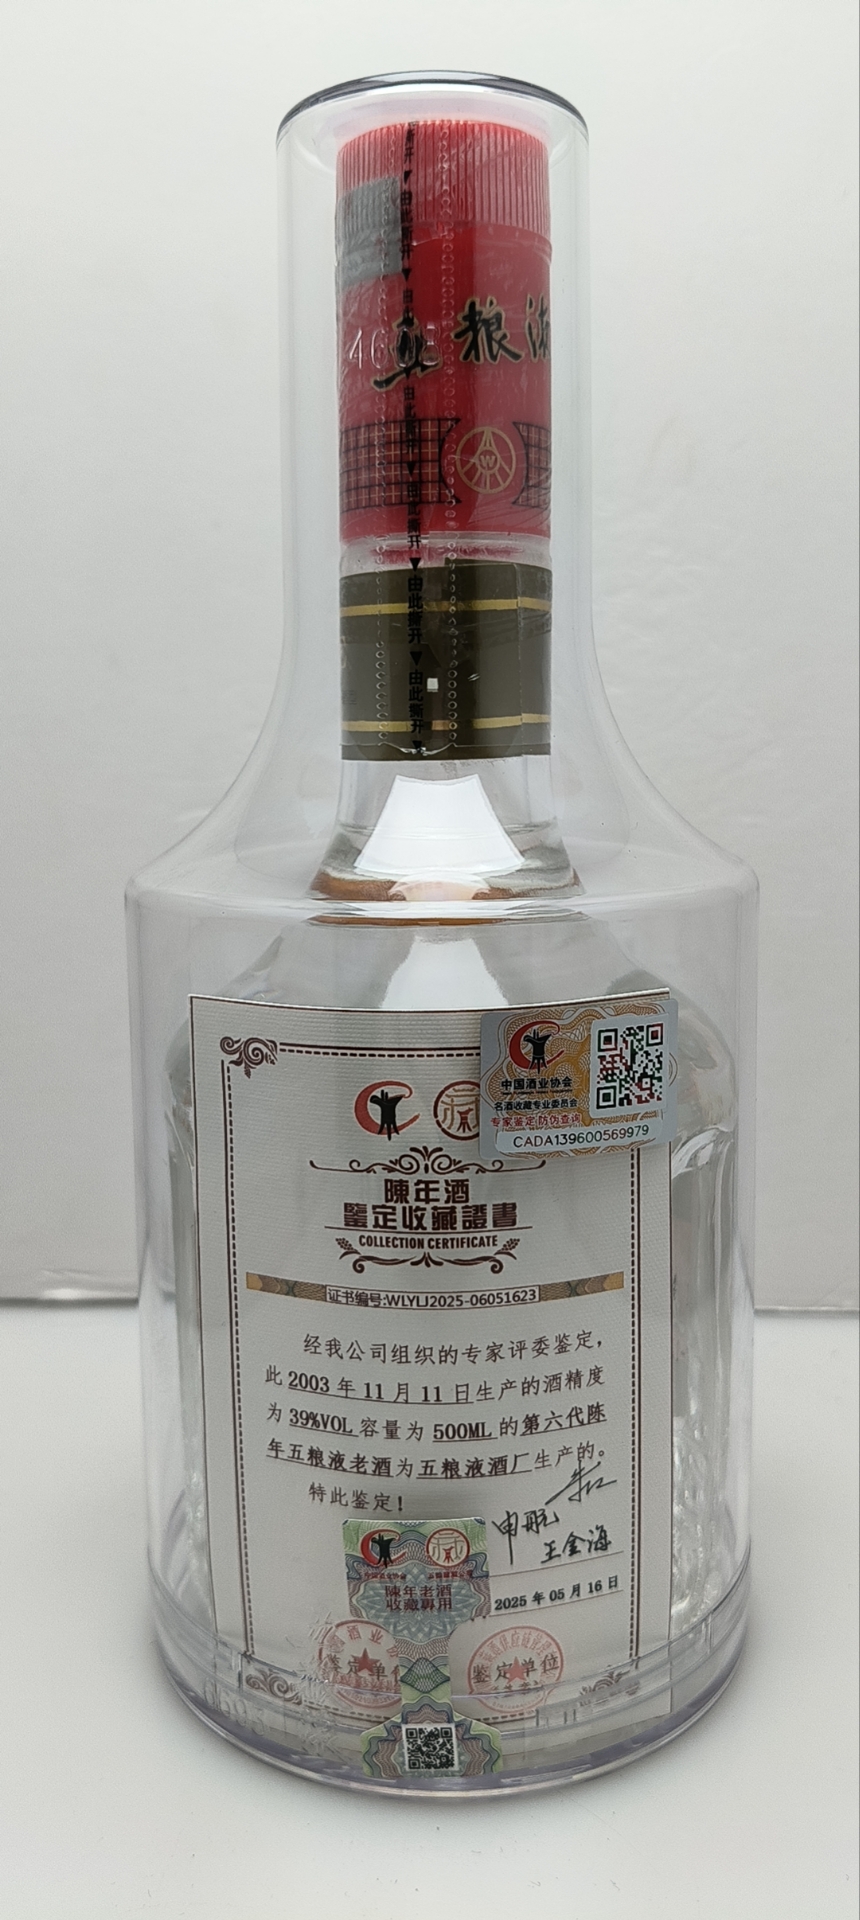 由此撕开
由此撕开
由此撕开
由此撕开
由此撕开
粮液
W
中国酒业协会
名酒收藏专业委员会
专家鉴定防伪查询
CADA139600569979
陳年酒
鑒定收藏證書
COLLECTION CERTIFICATE
证书编号:WLYLJ2025-06051623
经我公司组织的专家评委鉴定，
此2003年11月11日生产的酒精度
为39%VOL容量为500ML的第六代陈
年五粮液老酒为五粮液酒厂生产的。
特此鉴定！
申航
王金海
2025年05月16日
陳年老酒
收藏專用
鉴定单位
鉴定单位